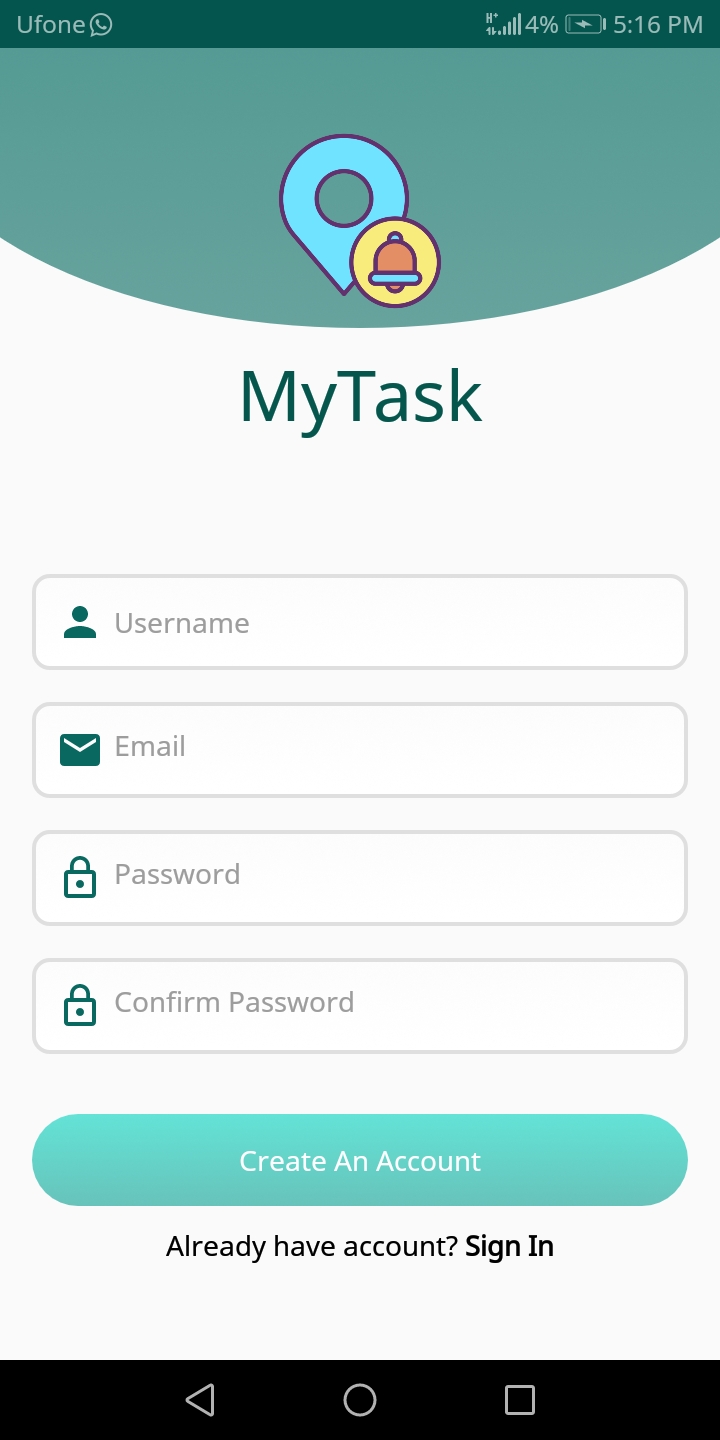 Ufone 4% 5:16 PM
MyTask
Username
Email
Password
Confirm Password
Create An Account
Already have account? Sign In